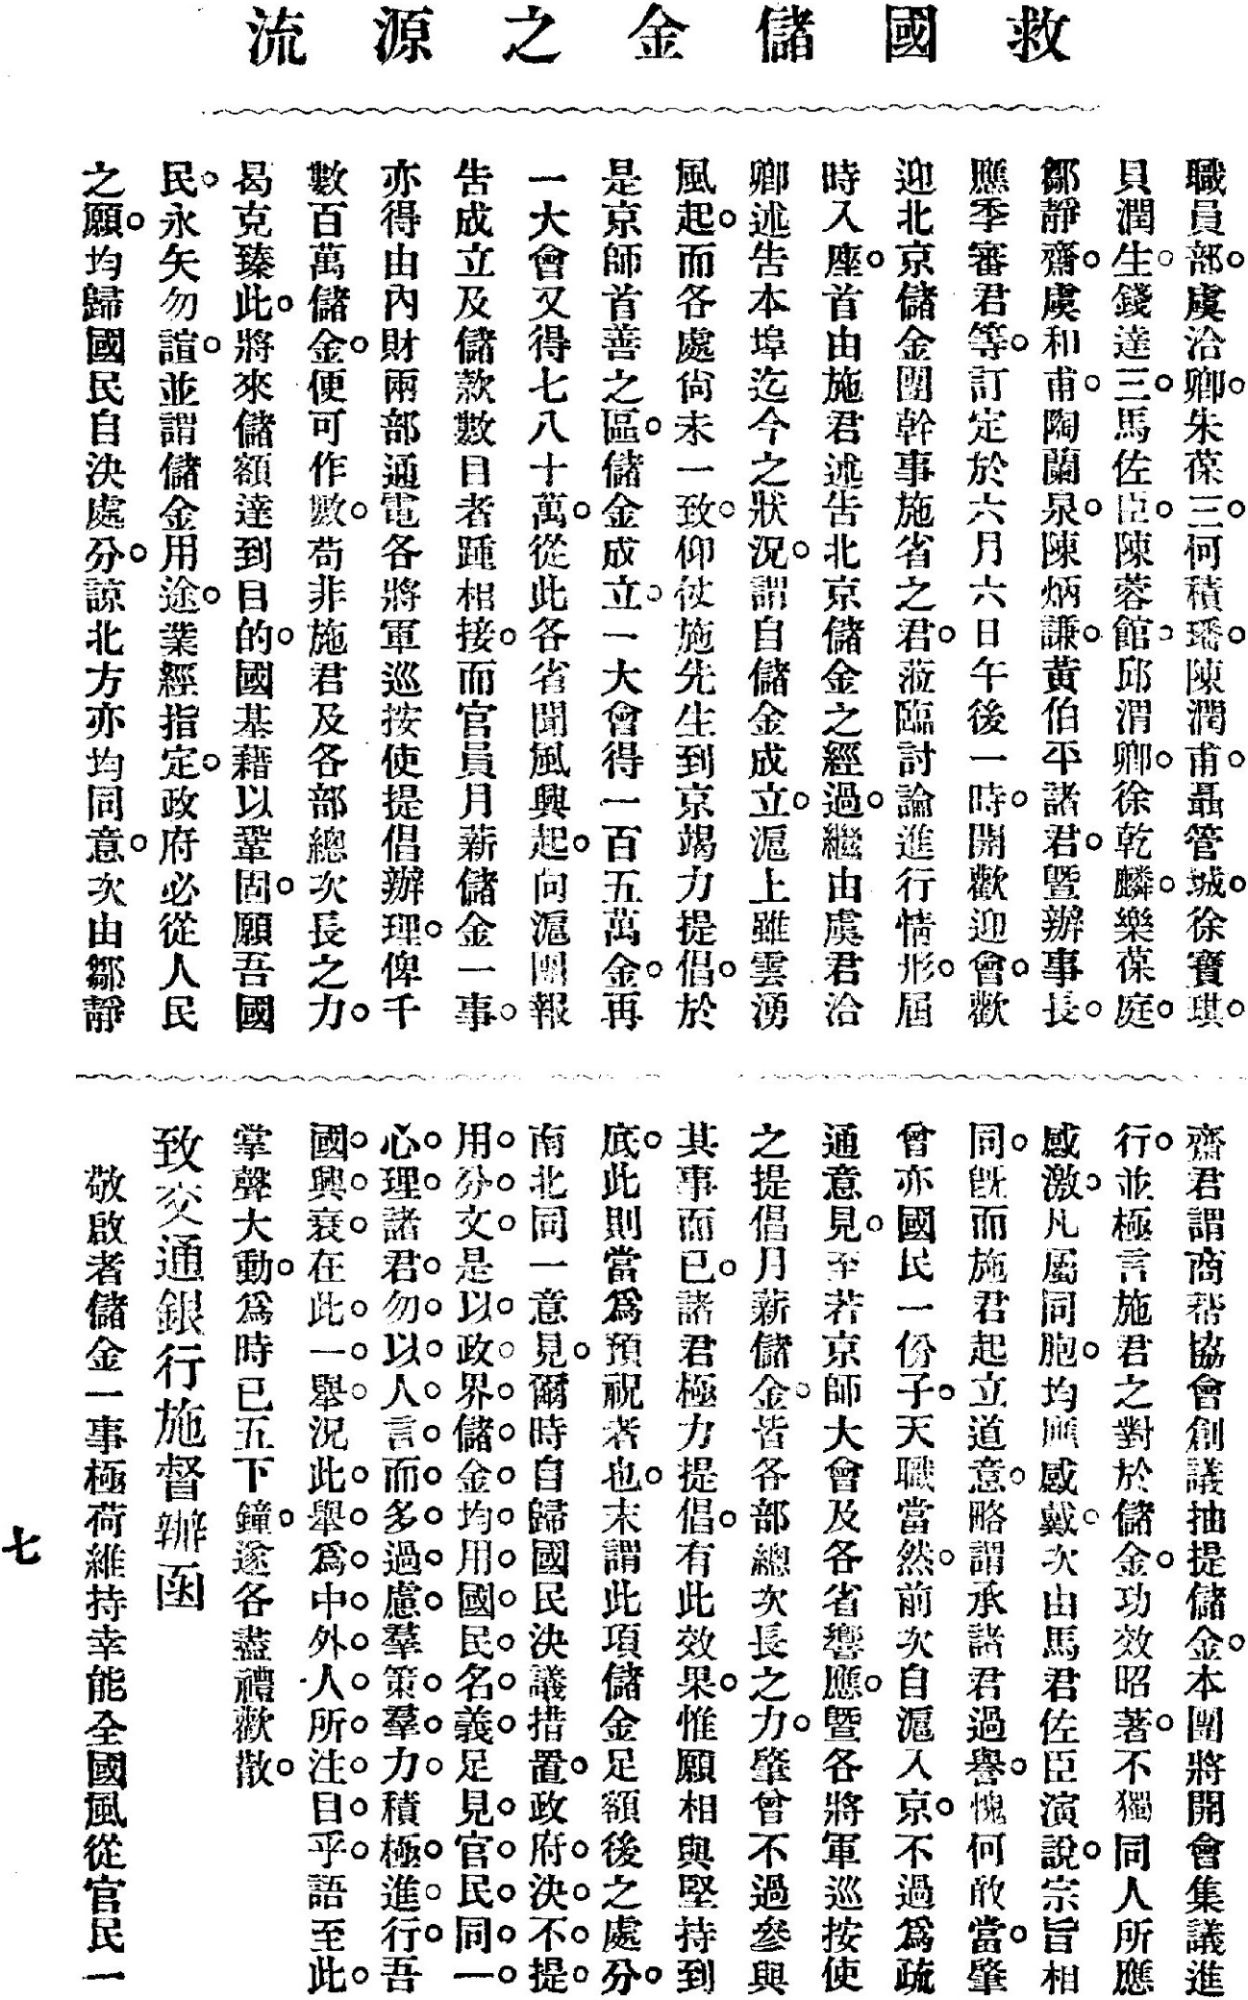 救國儲金之源流
職員部。虞洽卿。朱葆三。何積璠。陳潤甫。聶管城。徐寶琪。
貝潤生。錢達三。馬佐臣。陳蓉館。邱渭卿。徐乾麟。樂葆庭。
鄒靜齋。虞和甫。陶蘭泉。陳炳謙。黃伯平諸君。曁辦事長。
應季審君等。訂定於六月六日午後一時。開歡迎會。歡
迎北京儲金團幹事施省之君。蒞臨討論進行情形。屆
時入座。首由施君述告北京儲金之經過。繼由虞君洽
卿述告本埠迄今之狀況。謂自儲金成立。滬上雖雲湧
風起。而各處尙未一致。仰仗施先生到京竭力提倡。於
是京師首善之區。儲金成立。一大會得一百五萬金。再
一大會又得七八十萬。從此各省聞風興起。向滬團報
告成立及儲款數目者踵相接。而官員月薪儲金一事。
亦得由內財兩部通電各將軍巡按使提倡辦理。俾千
數百萬儲金。便可作數。苟非施君及各部總次長之力。
曷克臻此。將來儲額達到目的。國基藉以鞏固。願吾國
民。永矢勿諠。並謂儲金用途。業經指定。政府必從人民
之願。均歸國民自決處分。諒北方亦均同意。次由鄒靜
齋君謂商帮協會創議抽提儲金。本團將開會集議進
行。並極言施君之對於儲金。功效昭著。不獨同人所應
感激。凡屬同胞。均應感戴。次由馬君佐臣演說。宗旨相
同。旣而施君起立道意。略謂承諸君過譽。愧何敢當。肇
曾亦國民一份子。天職當然。前次自滬入京。不過爲疏
通意見。至若京師大會及各省響應。曁各將軍巡按使
之提倡月薪儲金。皆各部總次長之力。肇曾不過參與
其事而已。諸君極力提倡。有此效果。惟願相與堅持到
底。此則當爲預祝者也。末謂此項儲金足額後之處分。
南北同一意見。爾時自歸國民決議措置。政府決不提
用分文。是以政界儲金均用國民名義。足見官民同一
心理。諸君勿以人言而多過慮。羣策羣力。積極進行。吾
國興衰。在此一舉。況此舉爲中外人所注目乎。語至此。
掌聲大動。爲時已五下鐘。遂各盡禮歡散。
致交通銀行施督辦函
敬啟者儲金一事極荷維持幸能全國風從官民一
七